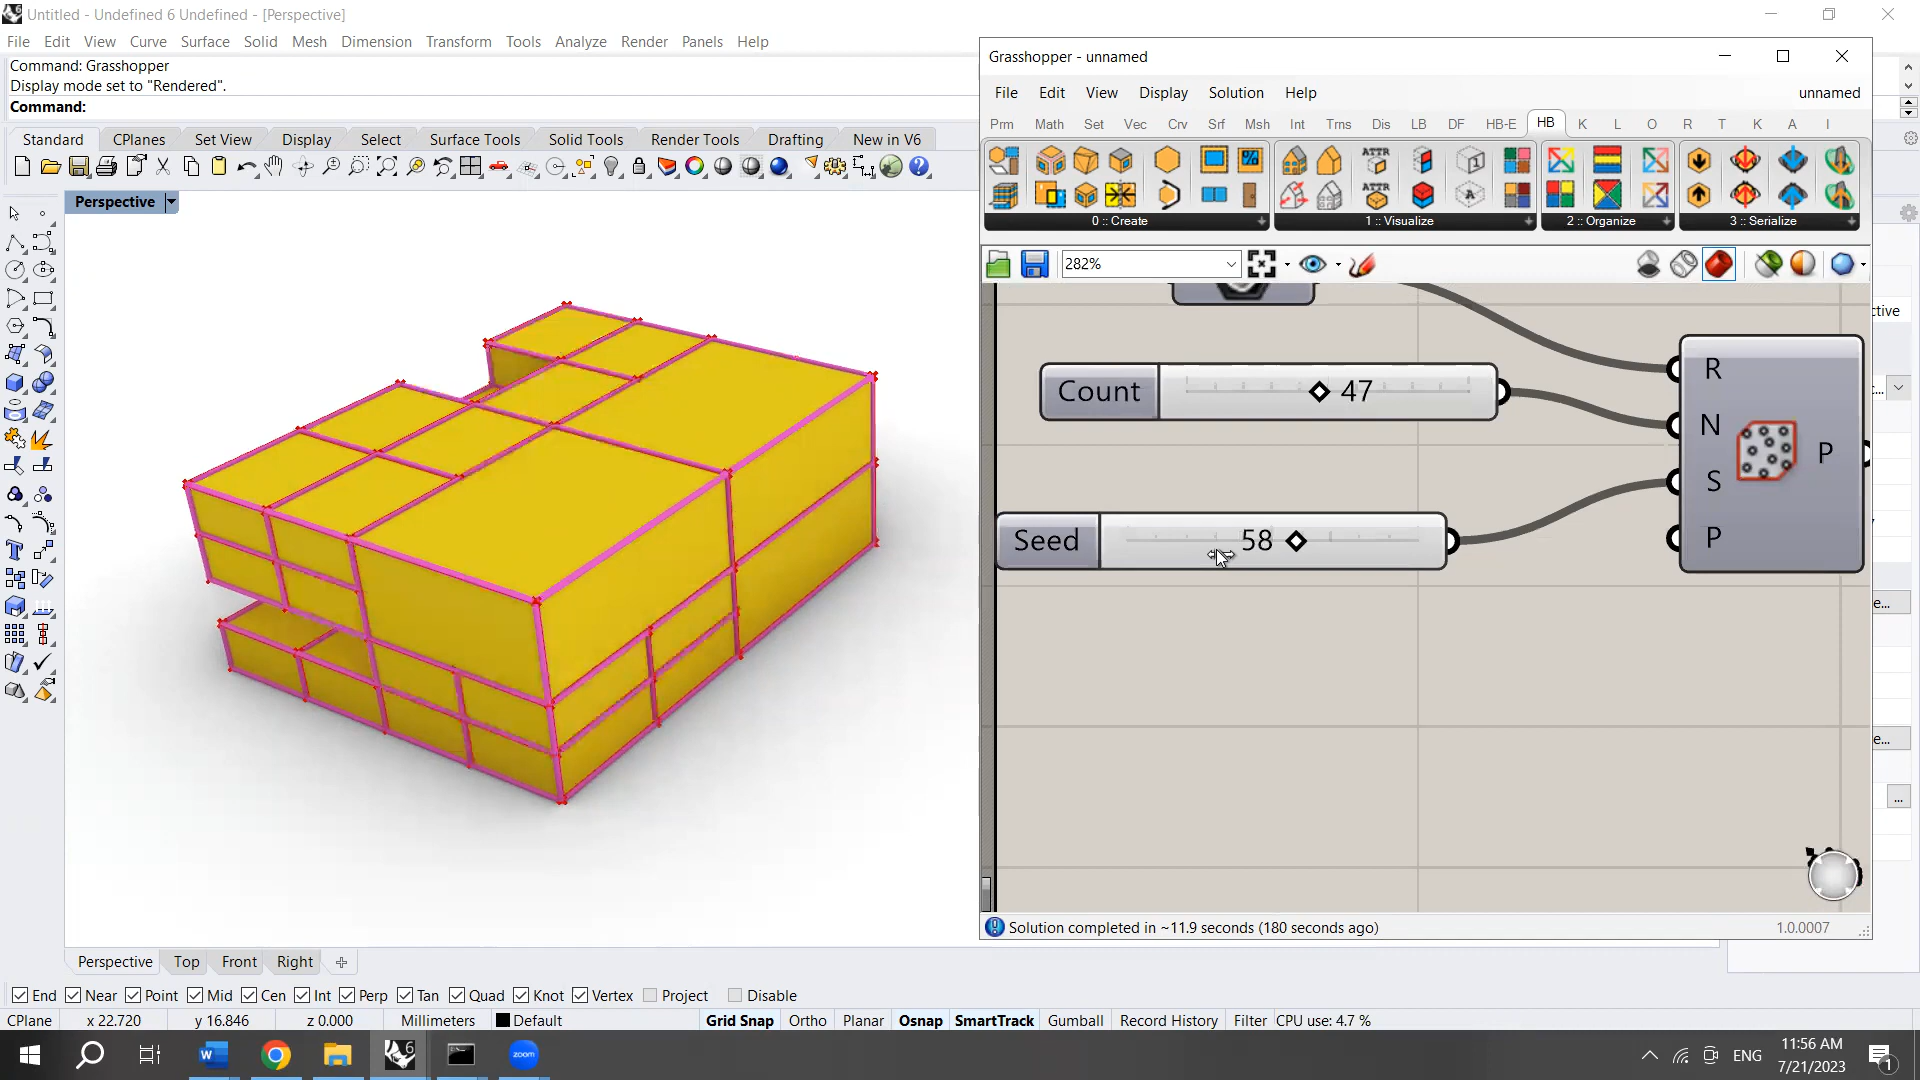 Untitled - Undefined 6 Undefined - [Perspective]
File Edit View Curve Surface Solid Mesh Dimension Transform Tools Analyze Render Panels Help
Command: Grasshopper
Display mode set to "Rendered".
Command:
Standard CPlanes Set View Display Select Surface Tools Solid Tools Render Tools Drafting New in V6
Perspective
Grasshopper - unnamed
File Edit View Display Solution Help unnamed
Prm Math Set Vec Crv Srf Msh Int Trns Dis LB DF HB-E HB K L O R T K A I
ATTR
ATTR
0 :: Create 1 :: Visualize 2 :: Organize 3 :: Serialize
282%
Count 47
Seed 58
R
N
S
P
P
ctive
e...
e...
...
Solution completed in ~11.9 seconds (180 seconds ago) 1.0.0007
Perspective Top Front Right
End Near Point Mid Cen Int Perp Tan Quad Knot Vertex Project Disable
CPlane x 22.720 y 16.846 z 0.000 Millimeters Default Grid Snap Ortho Planar Osnap SmartTrack Gumball Record History Filter CPU use: 4.7 %
zoom
ENG
11:56 AM
7/21/2023
1